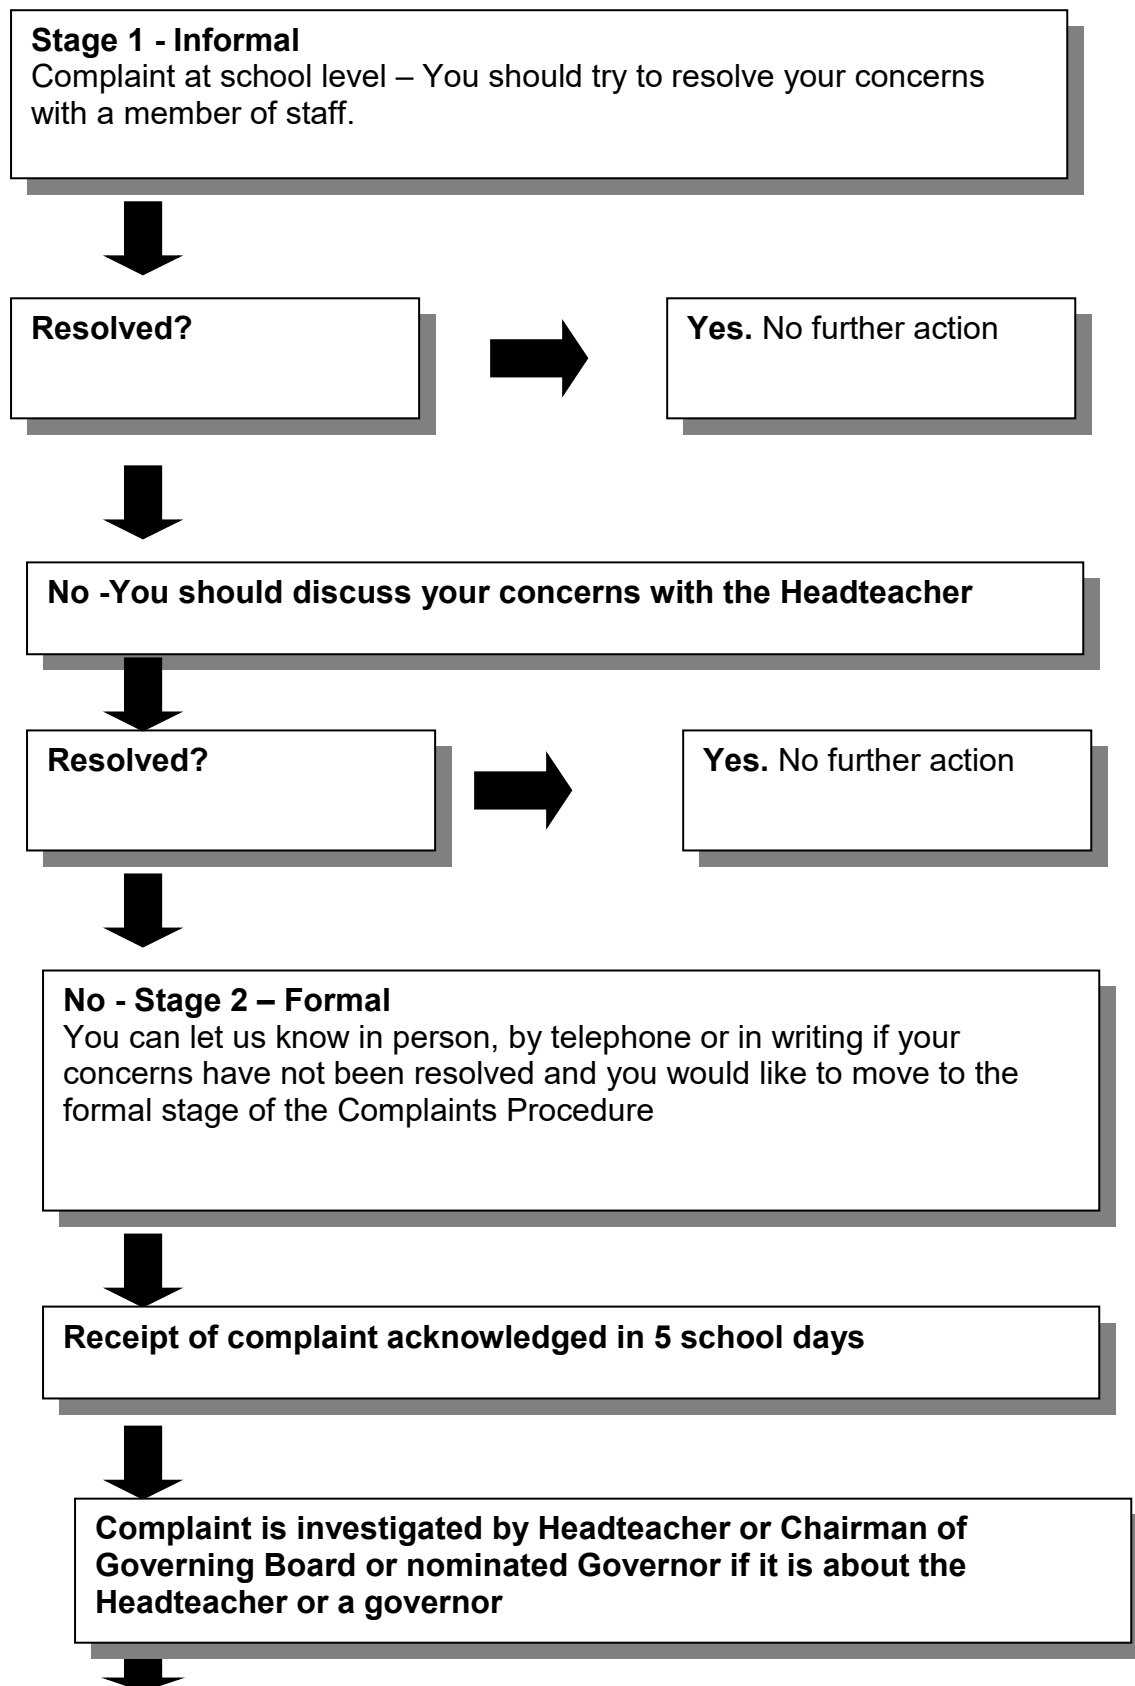 Stage 1 - Informal
Complaint at school level – You should try to resolve your concerns
with a member of staff.
Resolved?
Yes. No further action
No -You should discuss your concerns with the Headteacher
Resolved?
Yes. No further action
No - Stage 2 – Formal
You can let us know in person, by telephone or in writing if your
concerns have not been resolved and you would like to move to the
formal stage of the Complaints Procedure
Receipt of complaint acknowledged in 5 school days
Complaint is investigated by Headteacher or Chairman of
Governing Board or nominated Governor if it is about the
Headteacher or a governor